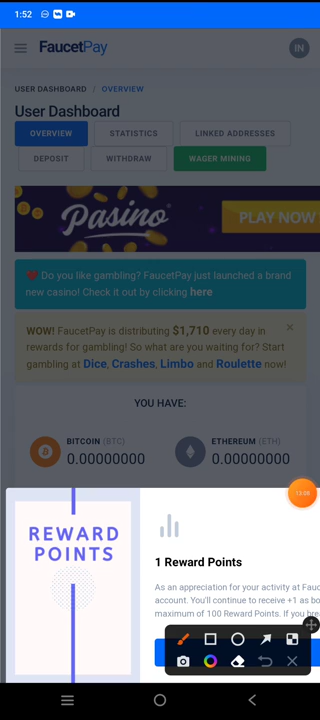 1:52
FaucetPay
IN
USER DASHBOARD / OVERVIEW
User Dashboard
OVERVIEW
STATISTICS
LINKED ADDRESSES
DEPOSIT
WITHDRAW
WAGER MINING
Pasino
PLAY NOW
Do you like gambling? FaucetPay just launched a brand
new casino! Check it out by clicking here
WOW! FaucetPay is distributing $1,710 every day in
rewards for gambling! So what are you waiting for? Start
gambling at Dice, Crashes, Limbo and Roulette now!
YOU HAVE:
BITCOIN (BTC)
0.00000000
ETHEREUM (ETH)
0.00000000
13:08
REWARD
POINTS
1 Reward Points
As an appreciation for your activity at Fauc
account. You'll continue to receive +1 as bo
maximum of 100 Reward Points. If you brea